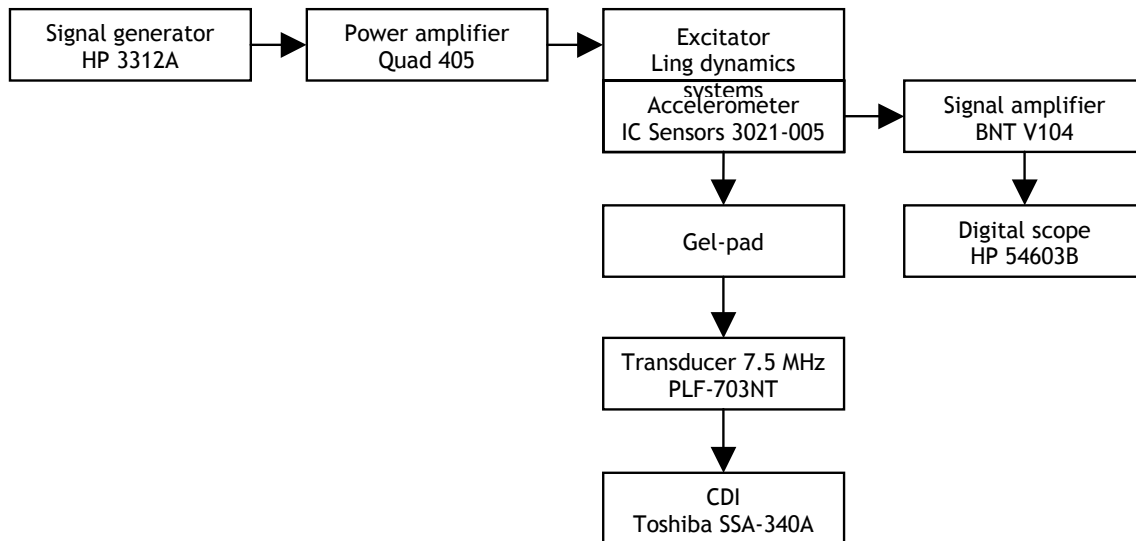 Signal generator
HP 3312A
Power amplifier
Quad 405
Excitator
Ling dynamics
systems
Accelerometer
IC Sensors 3021-005
Signal amplifier
BNT V104
Gel-pad
Digital scope
HP 54603B
Transducer 7.5 MHz
PLF-703NT
CDI
Toshiba SSA-340A